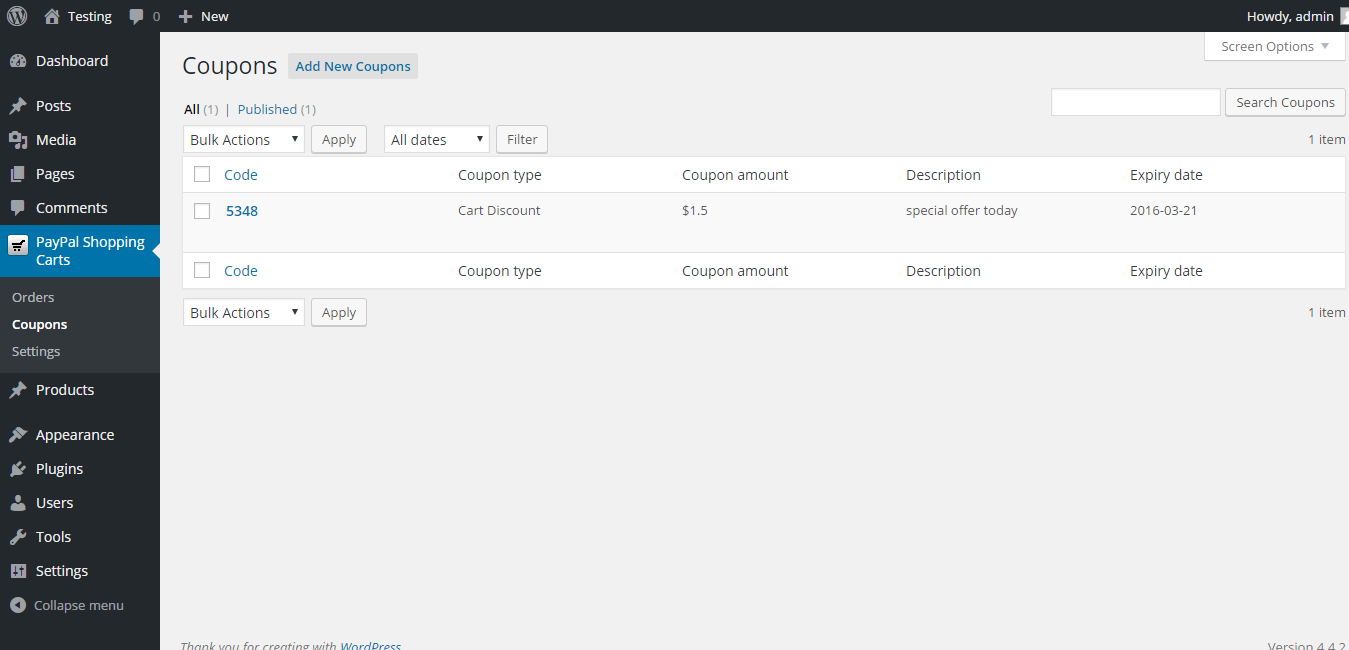 Testing 0 New Howdy, admin
Screen Options
Dashboard
Posts
Media
Pages
Comments
PayPal Shopping
Carts
Orders
Coupons
Settings
Products
Appearance
Plugins
Users
Tools
Settings
Collapse menu
Coupons Add New Coupons
All (1) | Published (1)
Search Coupons
Bulk Actions Apply All dates Filter 1 item
Code Coupon type Coupon amount Description Expiry date
5348 Cart Discount $1.5 special offer today 2016-03-21
Code Coupon type Coupon amount Description Expiry date
Bulk Actions Apply 1 item
Thank you for creating with WordPress
Version 4.4.2